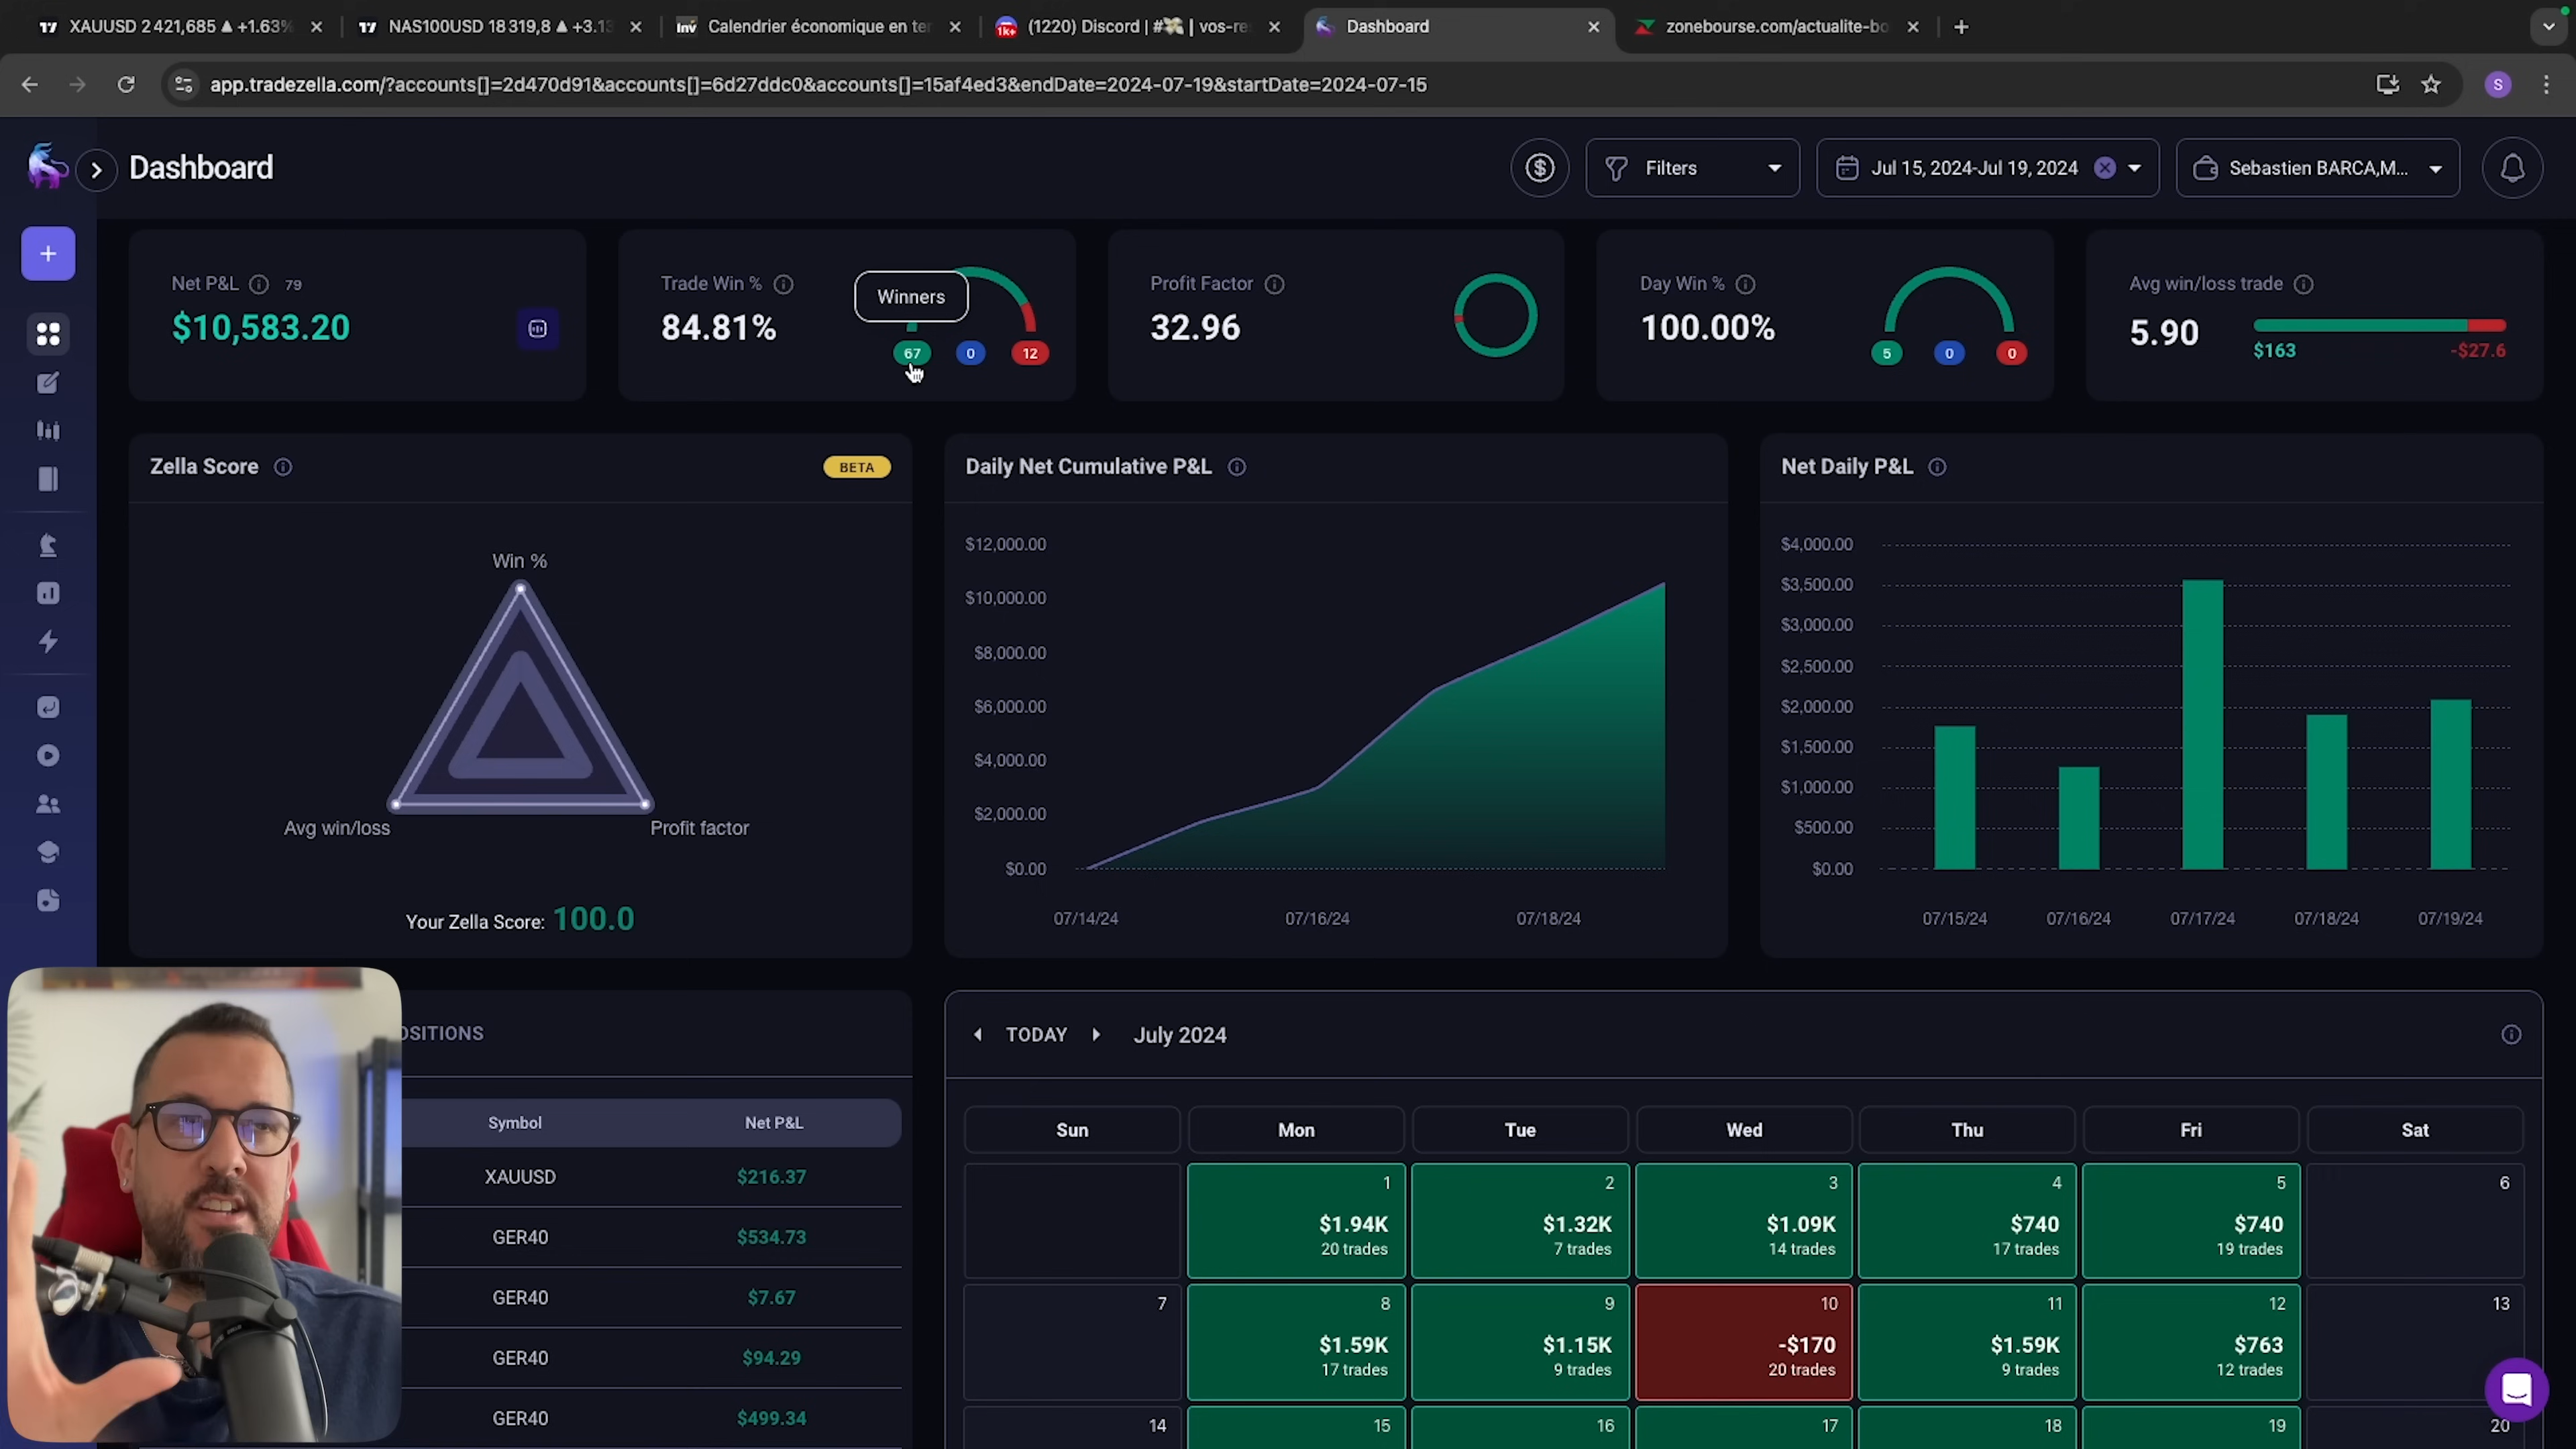 XAUUSD 2 421,685 ▲ +1.63%
NAS100USD 18 319,8 ▲ +3.13
Inv Calendrier économique en te
1k+ (1220) Discord | # | vos-re
Dashboard
zonebourse.com/actualite-bo
app.tradezella.com/?accounts[]=2d470d91&accounts[]=6d27ddc0&accounts[]=15af4ed3&endDate=2024-07-19&startDate=2024-07-15
S
Dashboard
$
Filters
Jul 15, 2024-Jul 19, 2024
Sebastien BARCA,M...
Net P&L 79
$10,583.20
Trade Win %
84.81%
Winners
67 0 12
Profit Factor
32.96
Day Win %
100.00%
5 0 0
Avg win/loss trade
5.90
$163 -$27.6
Zella Score
BETA
Win %
Avg win/loss
Profit factor
Your Zella Score: 100.0
Daily Net Cumulative P&L
$12,000.00
$10,000.00
$8,000.00
$6,000.00
$4,000.00
$2,000.00
$0.00
07/14/24 07/16/24 07/18/24
Net Daily P&L
$4,000.00
$3,500.00
$3,000.00
$2,500.00
$2,000.00
$1,500.00
$1,000.00
$500.00
$0.00
07/15/24 07/16/24 07/17/24 07/18/24 07/19/24
OSITIONS
Symbol Net P&L
XAUUSD $216.37
GER40 $534.73
GER40 $7.67
GER40 $94.29
GER40 $499.34
TODAY July 2024
Sun Mon Tue Wed Thu Fri Sat
1 2 3 4 5 6
$1.94K $1.32K $1.09K $740 $740
20 trades 7 trades 14 trades 17 trades 19 trades
7 8 9 10 11 12 13
$1.59K $1.15K -$170 $1.59K $763
17 trades 9 trades 20 trades 9 trades 12 trades
14 15 16 17 18 19 20